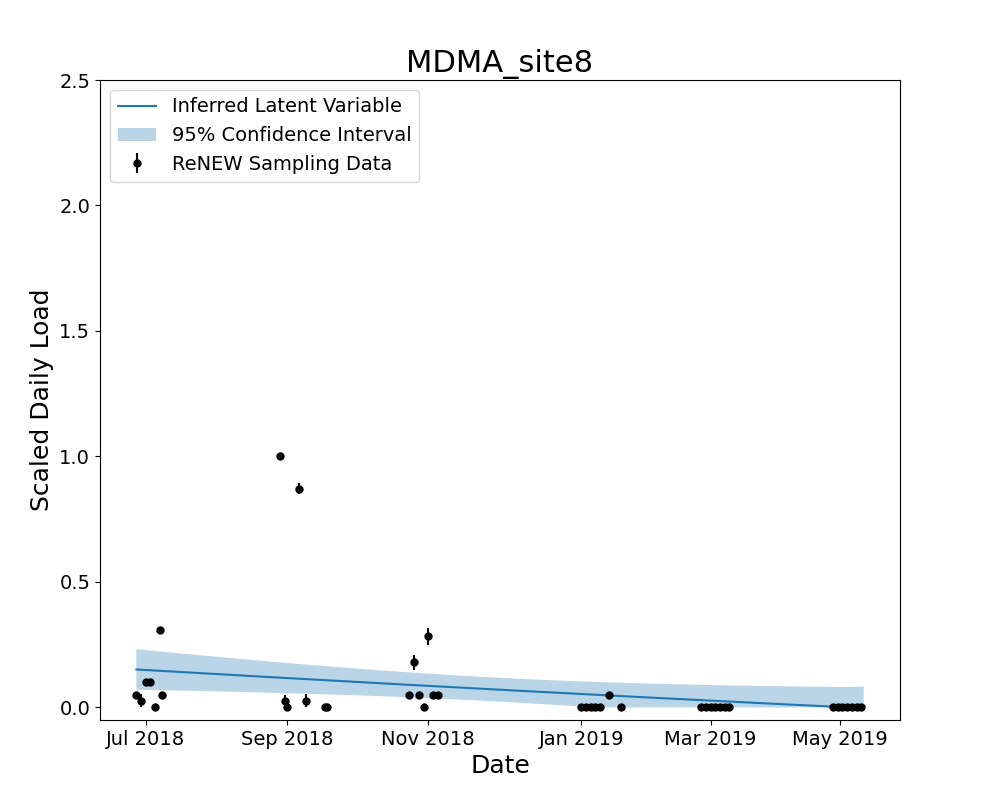 MDMA_site8
Inferred Latent Variable
95% Confidence Interval
ReNEW Sampling Data
Scaled Daily Load
2.5
2.0
1.5
1.0
0.5
0.0
Jul 2018 Sep 2018 Nov 2018 Jan 2019 Mar 2019 May 2019
Date